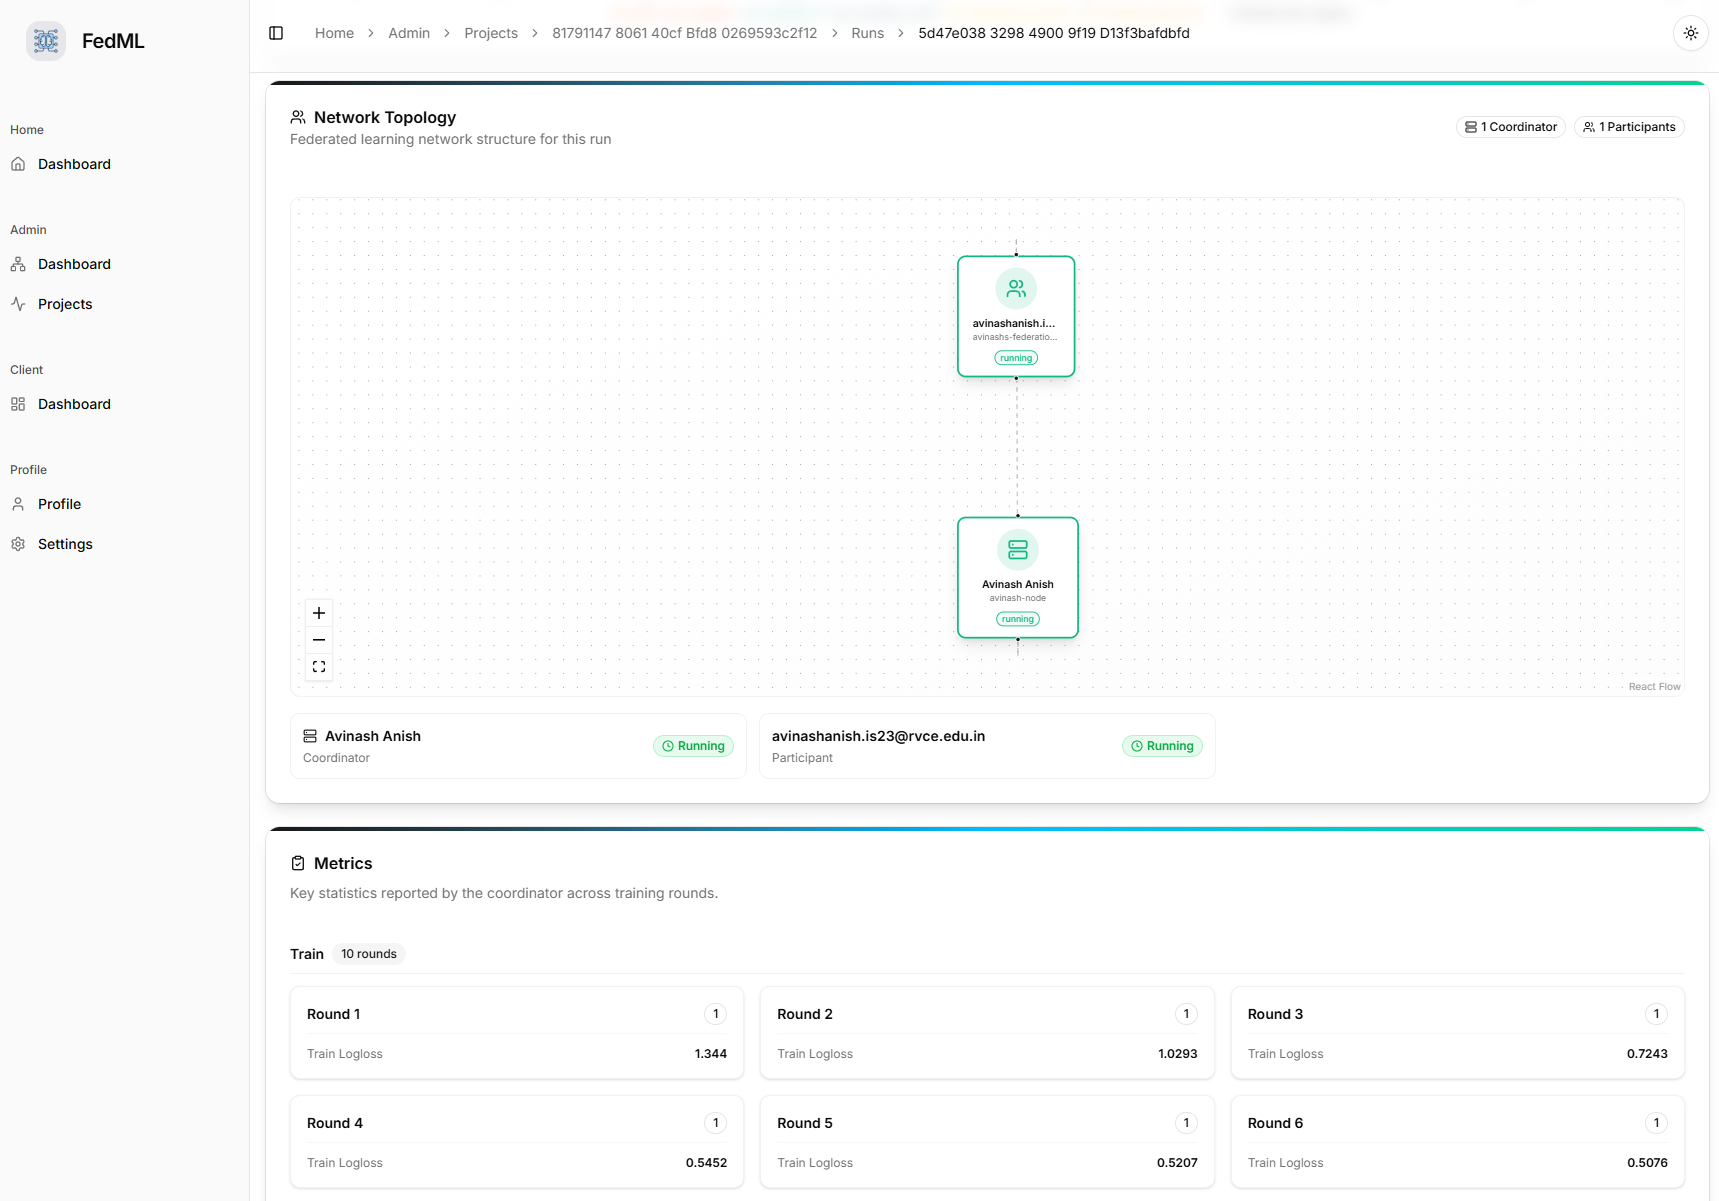 FedML
Home
Dashboard
Admin
Dashboard
Projects
Client
Dashboard
Profile
Profile
Settings
Home > Admin > Projects > 81791147 8061 40cf Bfd8 0269593c2f12 > Runs > 5d47e038 3298 4900 9f19 D13f3bafdbfd
Network Topology
Federated learning network structure for this run
1 Coordinator
1 Participants
avinashanish.i...
avinashs-federatio...
running
Avinash Anish
avinash-node
running
React Flow
Avinash Anish
Coordinator
Running
avinashanish.is23@rvce.edu.in
Participant
Running
Metrics
Key statistics reported by the coordinator across training rounds.
Train 10 rounds
Round 1 1
Train Logloss 1.344
Round 2 1
Train Logloss 1.0293
Round 3 1
Train Logloss 0.7243
Round 4 1
Train Logloss 0.5452
Round 5 1
Train Logloss 0.5207
Round 6 1
Train Logloss 0.5076